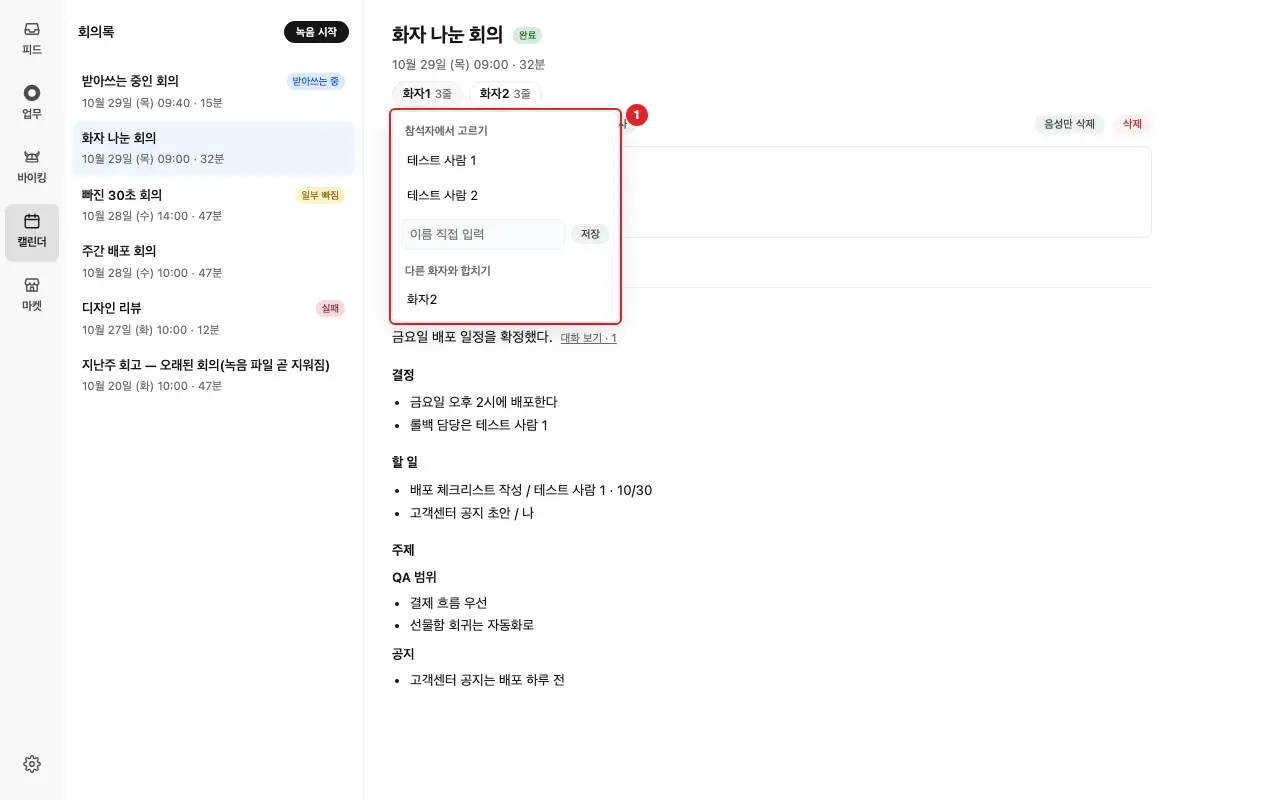 피드
업무
바이킹
캘린더
마켓
회의록
녹음 시작
받아쓰는 중인 회의
받아쓰는 중
10월 29일 (목) 09:40 · 15분
화자 나눈 회의
10월 29일 (목) 09:00 · 32분
빠진 30초 회의
일부 빠짐
10월 28일 (수) 14:00 · 47분
주간 배포 회의
10월 28일 (수) 10:00 · 47분
디자인 리뷰
실패
10월 27일 (화) 10:00 · 12분
지난주 회고 — 오래된 회의(녹음 파일 곧 지워짐)
10월 20일 (화) 10:00 · 47분
화자 나눈 회의
완료
10월 29일 (목) 09:00 · 32분
화자1 3줄
화자2 3줄
1
음성만 삭제
삭제
참석자에서 고르기
테스트 사람 1
테스트 사람 2
이름 직접 입력
저장
다른 화자와 합치기
화자2
금요일 배포 일정을 확정했다. 대화 보기 · 1
결정
• 금요일 오후 2시에 배포한다
• 롤백 담당은 테스트 사람 1
할 일
• 배포 체크리스트 작성 / 테스트 사람 1 · 10/30
• 고객센터 공지 초안 / 나
주제
QA 범위
• 결제 흐름 우선
• 선물함 회귀는 자동화로
공지
• 고객센터 공지는 배포 하루 전